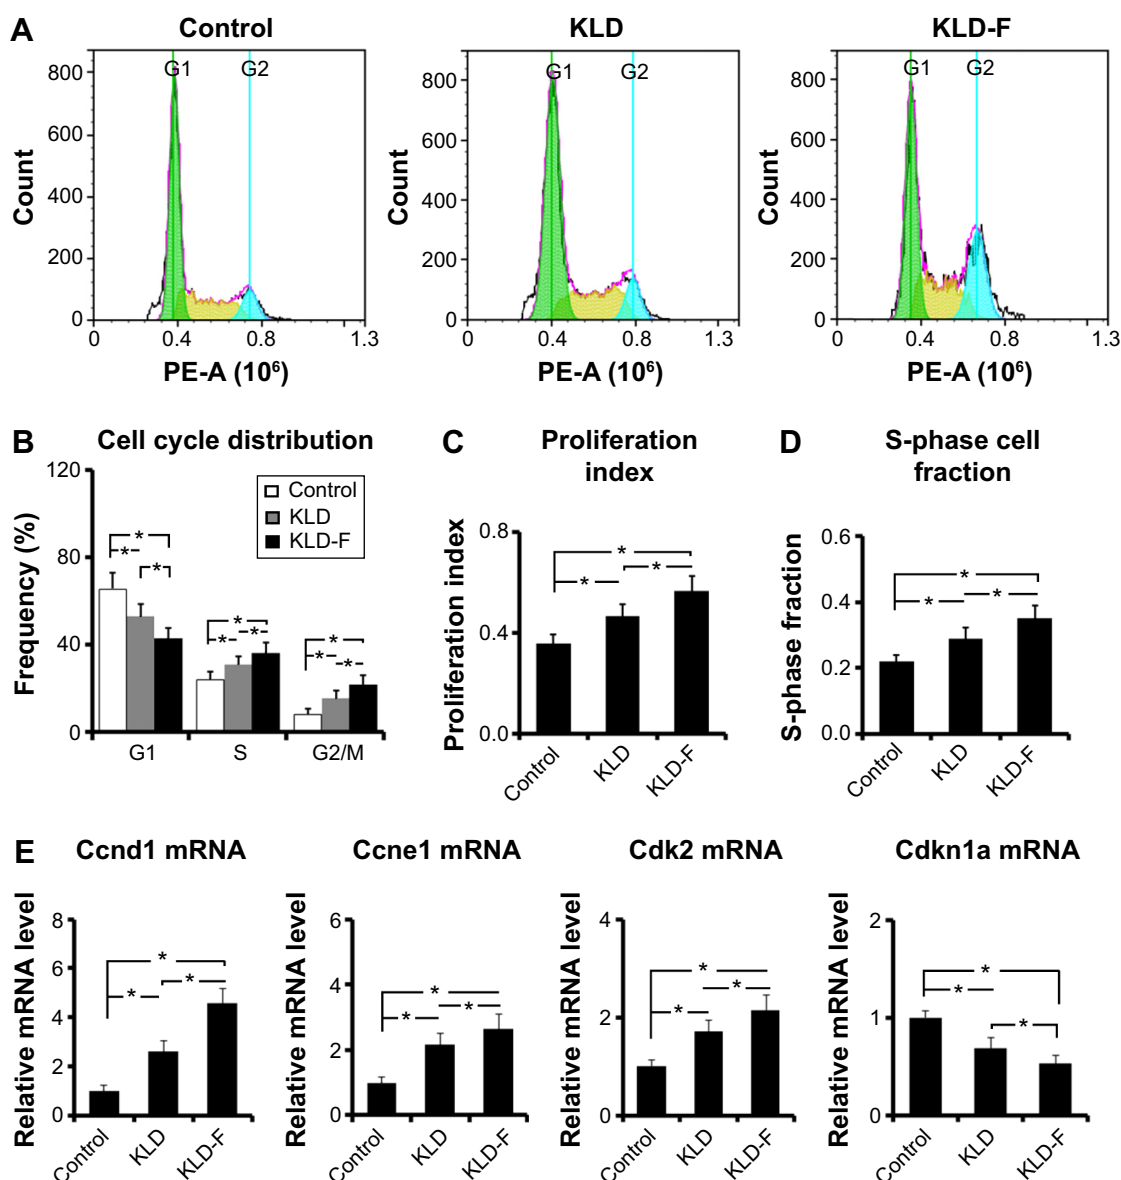 A
Control
KLD
KLD-F
G1 G2
G1 G2
G1 G2
Count
800
600
400
200
0
0 0.4 0.8 1.3
PE-A (10⁶)
Count
800
600
400
200
0
0 0.4 0.8 1.3
PE-A (10⁶)
Count
800
600
400
200
0
0 0.4 0.8 1.3
PE-A (10⁶)
B
Cell cycle distribution
Frequency (%)
120
80
40
0
Control
KLD
KLD-F
* * *
* * *
* * *
G1 S G2/M
C
Proliferation
index
Proliferation index
0.8
0.4
0.0
* * *
Control KLD KLD-F
D
S-phase cell
fraction
S-phase fraction
0.6
0.4
0.2
0.0
* * *
Control KLD KLD-F
E
Ccnd1 mRNA
Relative mRNA level
8
6
4
2
0
* * *
Control KLD KLD-F
Ccne1 mRNA
Relative mRNA level
6
4
2
0
* * *
Control KLD KLD-F
Cdk2 mRNA
Relative mRNA level
4
2
0
* * *
Control KLD KLD-F
Cdkn1a mRNA
Relative mRNA level
2
1
0
* * *
Control KLD KLD-F